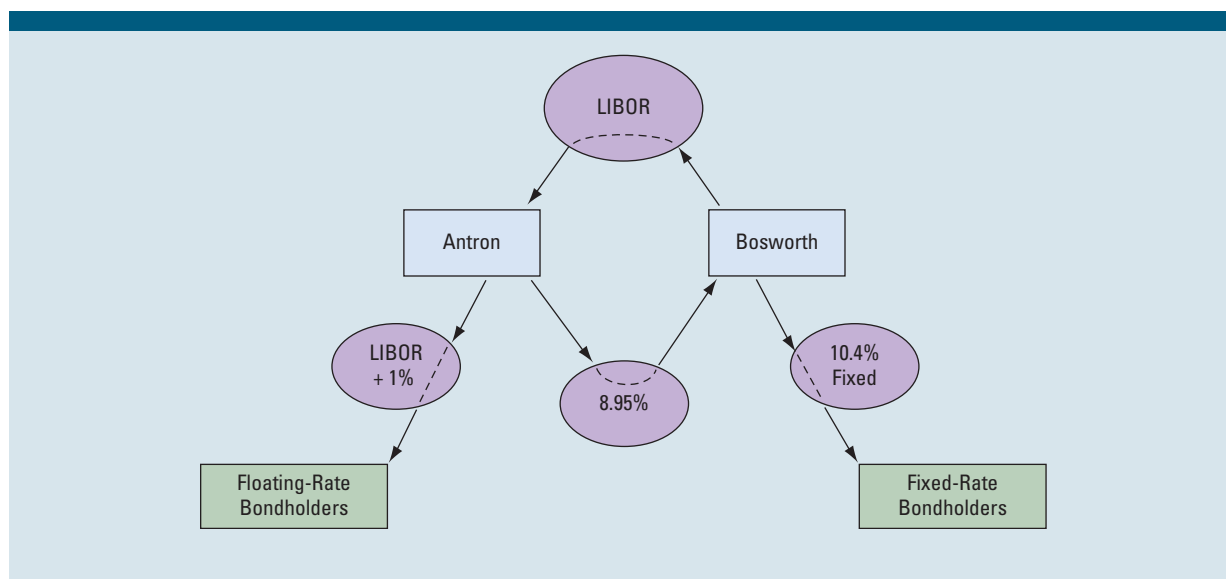 LIBOR
Antron
Bosworth
LIBOR
+ 1%
8.95%
10.4%
Fixed
Floating-Rate
Bondholders
Fixed-Rate
Bondholders